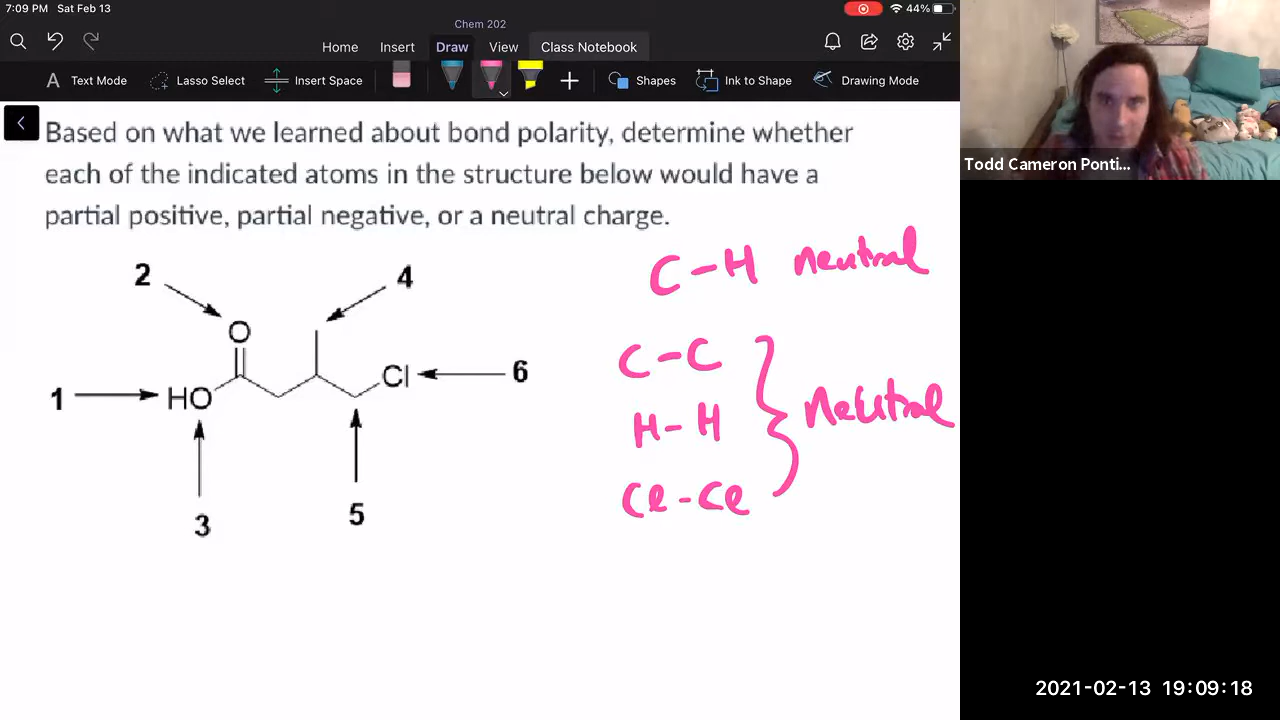 7:09 PM Sat Feb 13
44%
Chem 202
Home Insert Draw View Class Notebook
A Text Mode Lasso Select Insert Space Shapes Ink to Shape Drawing Mode
Based on what we learned about bond polarity, determine whether
each of the indicated atoms in the structure below would have a
partial positive, partial negative, or a neutral charge.
2
4
O
Cl
6
1
HO
3
5
C-H neutral
C-C
H-H
Cl-Cl
Neutral
Todd Cameron Ponti...
2021-02-13 19:09:18